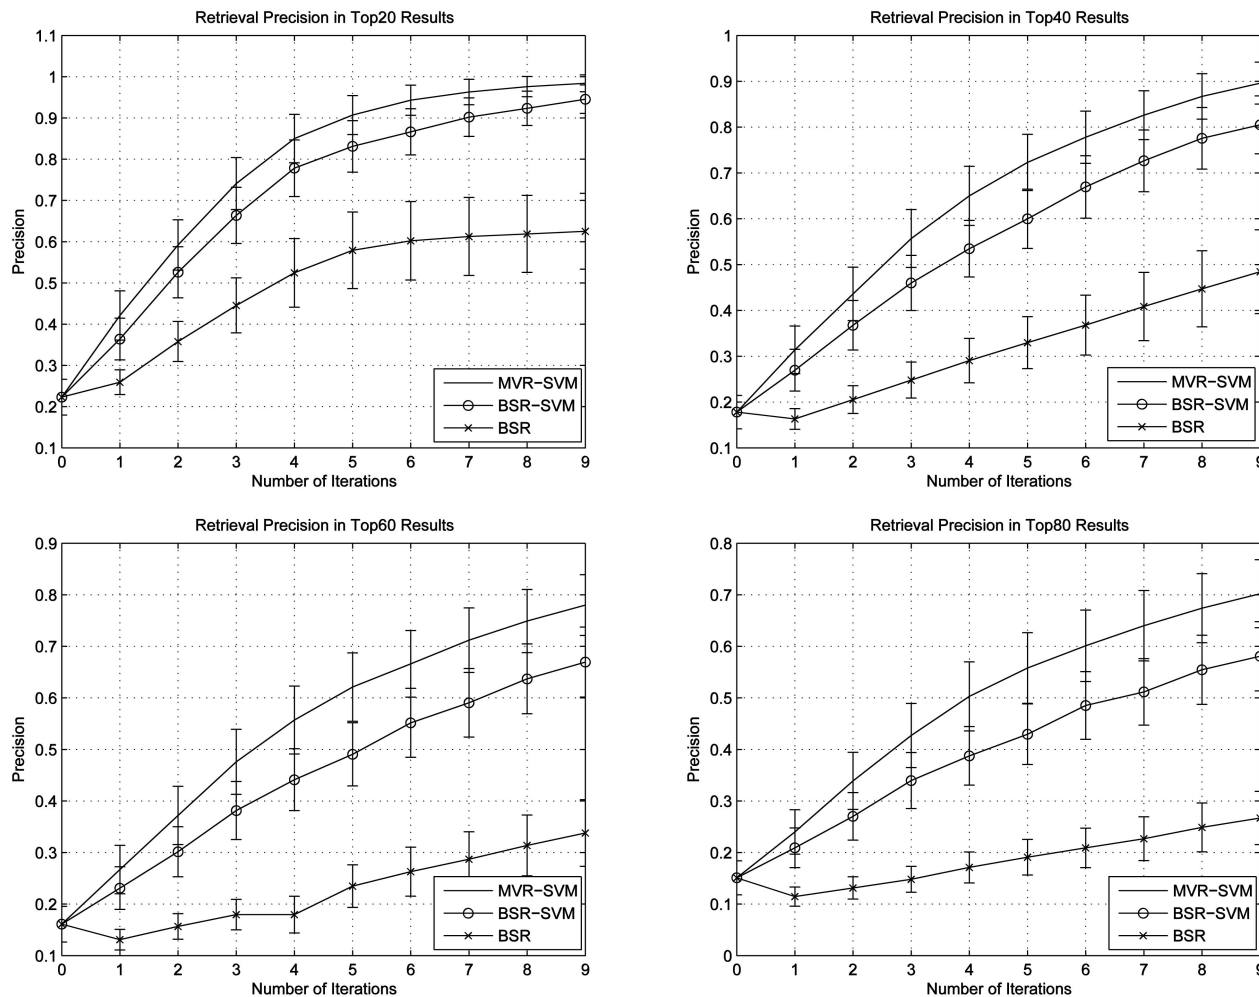 Retrieval Precision in Top20 Results
1.1
1
0.9
0.8
0.7
0.6
0.5
0.4
0.3
0.2
0.1
Precision
0 1 2 3 4 5 6 7 8 9
Number of Iterations
MVR-SVM
BSR-SVM
BSR
Retrieval Precision in Top40 Results
1
0.9
0.8
0.7
0.6
0.5
0.4
0.3
0.2
0.1
Precision
0 1 2 3 4 5 6 7 8 9
Number of Iterations
MVR-SVM
BSR-SVM
BSR
Retrieval Precision in Top60 Results
0.9
0.8
0.7
0.6
0.5
0.4
0.3
0.2
0.1
Precision
0 1 2 3 4 5 6 7 8 9
Number of Iterations
MVR-SVM
BSR-SVM
BSR
Retrieval Precision in Top80 Results
0.8
0.7
0.6
0.5
0.4
0.3
0.2
0.1
0
Precision
0 1 2 3 4 5 6 7 8 9
Number of Iterations
MVR-SVM
BSR-SVM
BSR